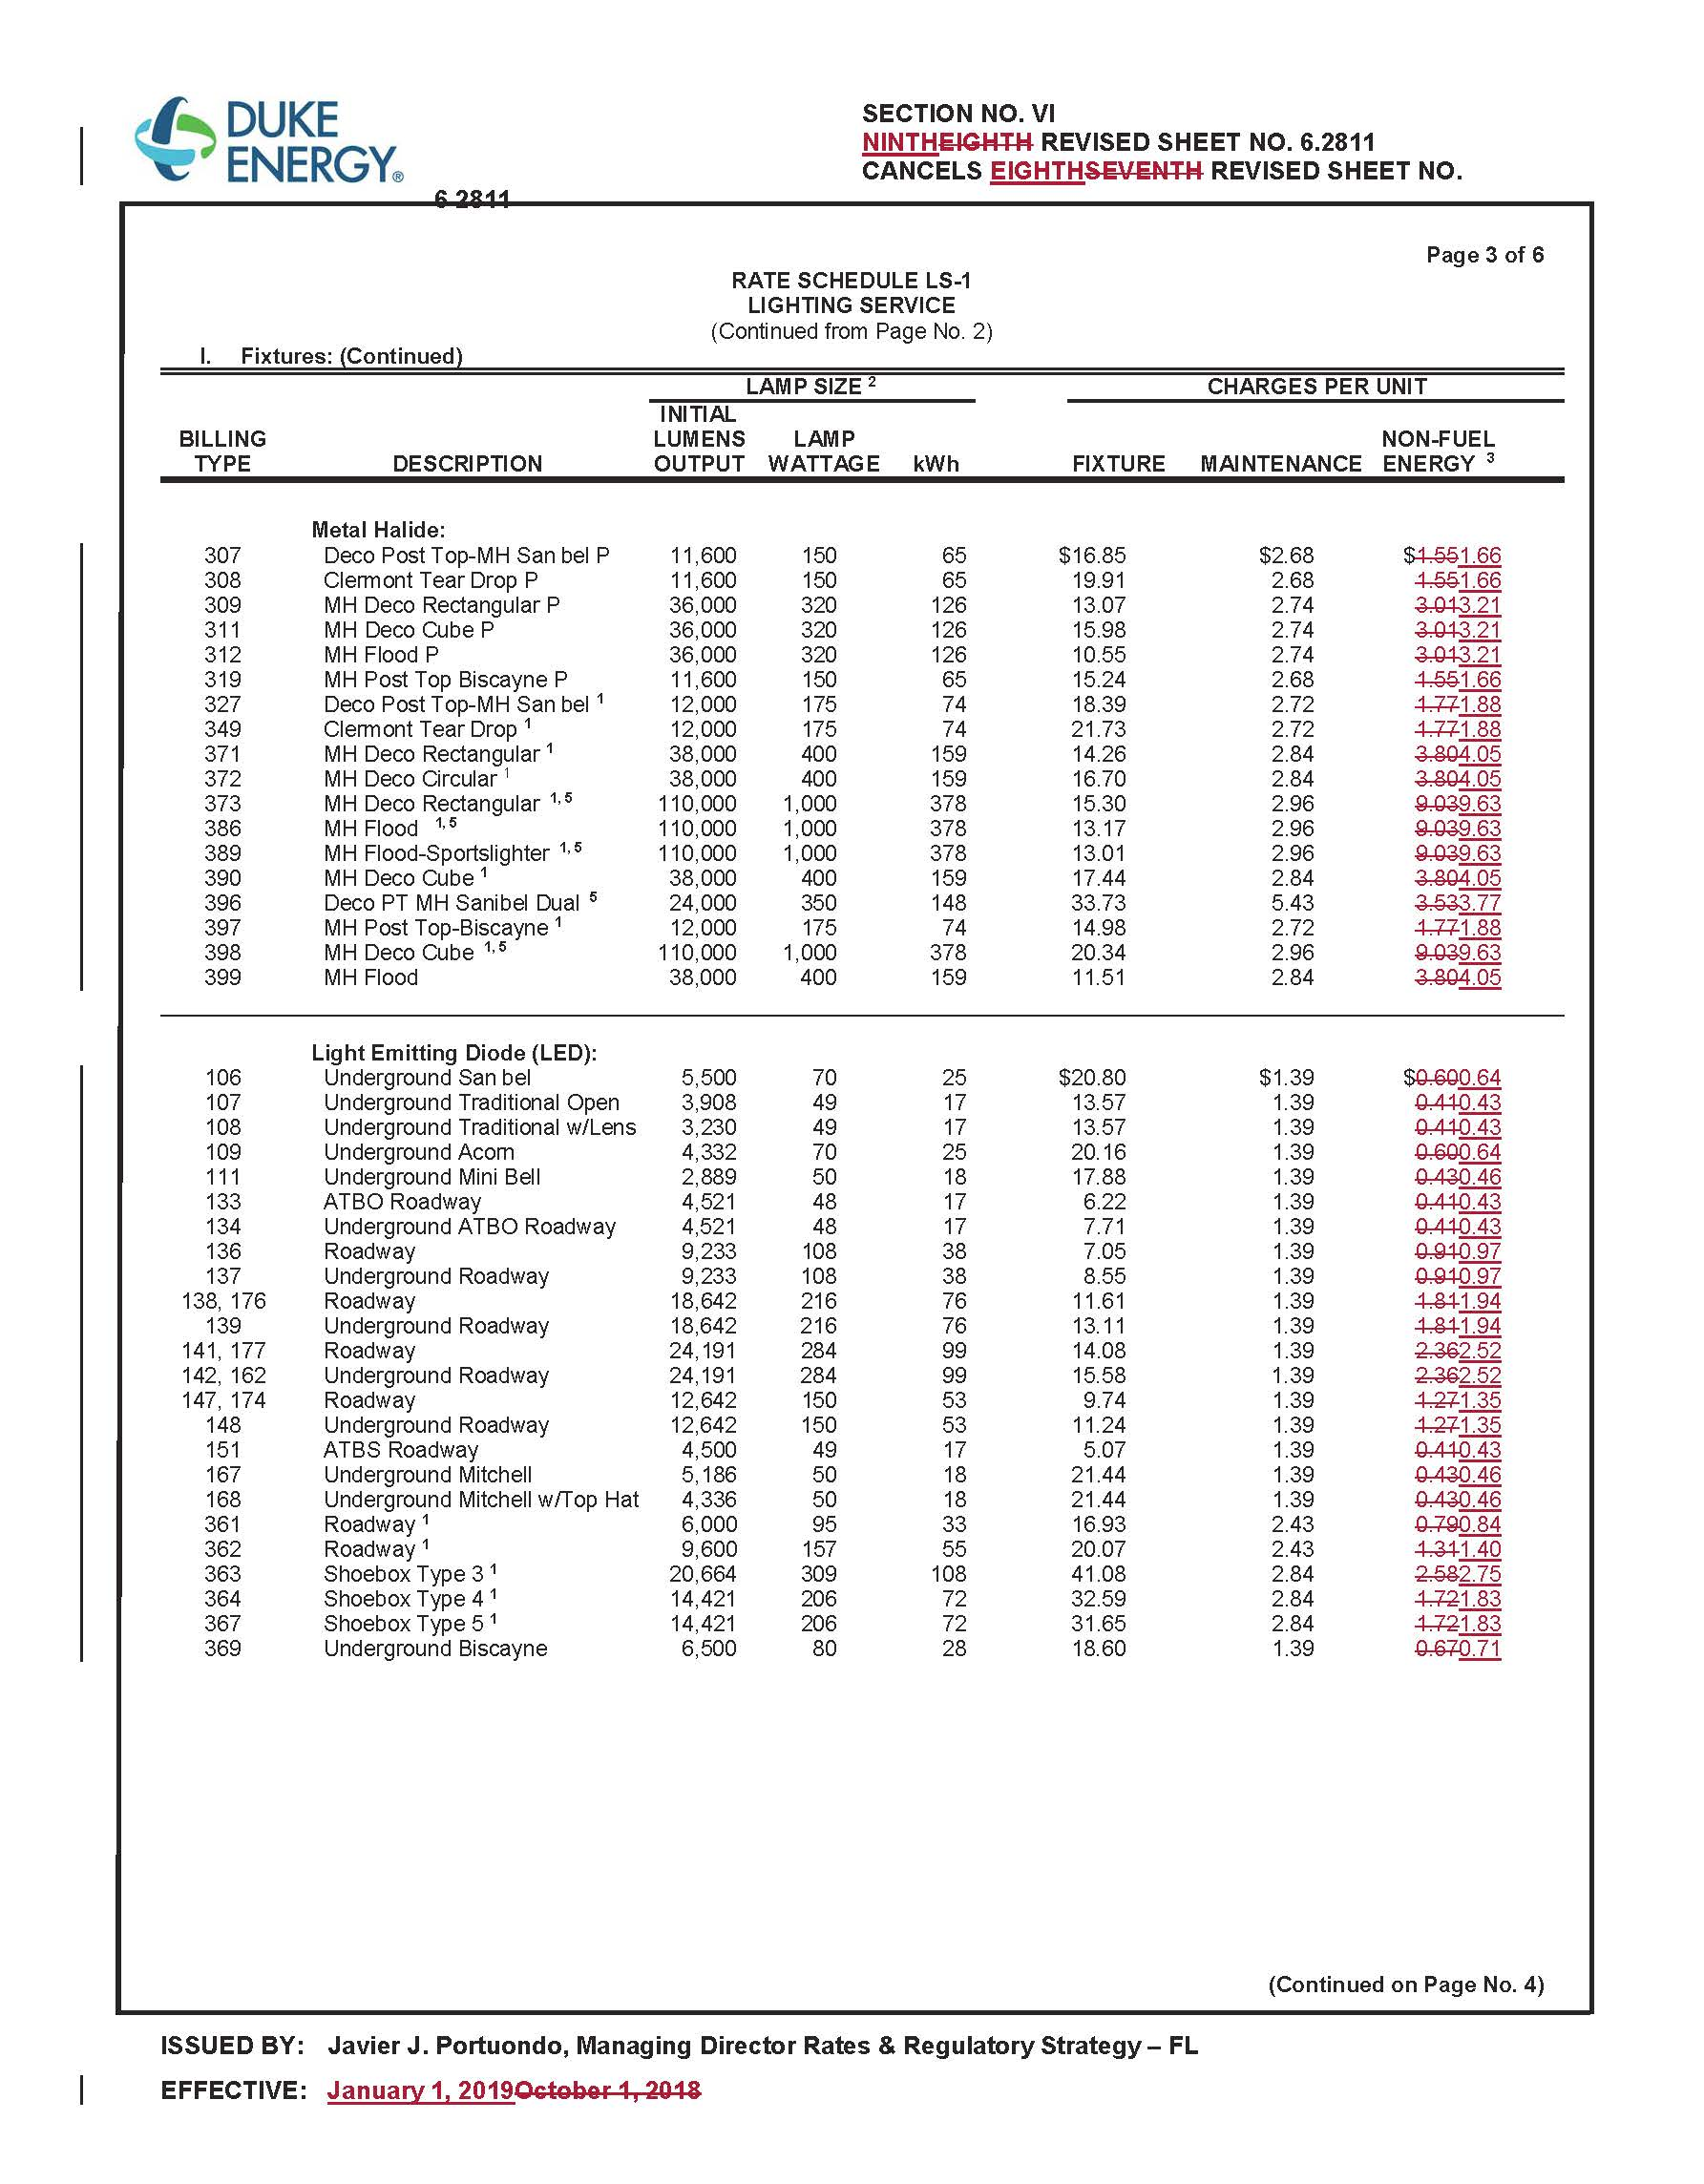 DUKE
ENERGY®
SECTION NO. VI
NINTHEIGHTH REVISED SHEET NO. 6.2811
CANCELS EIGHTHSEVENTH REVISED SHEET NO.
6.2811
Page 3 of 6
RATE SCHEDULE LS-1
LIGHTING SERVICE
(Continued from Page No. 2)
I. Fixtures: (Continued)
LAMP SIZE 2 CHARGES PER UNIT
INITIAL
BILLING LUMENS LAMP NON-FUEL
TYPE DESCRIPTION OUTPUT WATTAGE kWh FIXTURE MAINTENANCE ENERGY 3
Metal Halide:
307 Deco Post Top-MH San bel P 11,600 150 65 $16.85 $2.68 $1.551.66
308 Clermont Tear Drop P 11,600 150 65 19.91 2.68 1.551.66
309 MH Deco Rectangular P 36,000 320 126 13.07 2.74 3.013.21
311 MH Deco Cube P 36,000 320 126 15.98 2.74 3.013.21
312 MH Flood P 36,000 320 126 10.55 2.74 3.013.21
319 MH Post Top Biscayne P 11,600 150 65 15.24 2.68 1.551.66
327 Deco Post Top-MH San bel 1 12,000 175 74 18.39 2.72 1.771.88
349 Clermont Tear Drop 1 12,000 175 74 21.73 2.72 1.771.88
371 MH Deco Rectangular 1 38,000 400 159 14.26 2.84 3.804.05
372 MH Deco Circular 1 38,000 400 159 16.70 2.84 3.804.05
373 MH Deco Rectangular 1, 5 110,000 1,000 378 15.30 2.96 9.039.63
386 MH Flood 1, 5 110,000 1,000 378 13.17 2.96 9.039.63
389 MH Flood-Sportslighter 1, 5 110,000 1,000 378 13.01 2.96 9.039.63
390 MH Deco Cube 1 38,000 400 159 17.44 2.84 3.804.05
396 Deco PT MH Sanibel Dual 5 24,000 350 148 33.73 5.43 3.533.77
397 MH Post Top-Biscayne 1 12,000 175 74 14.98 2.72 1.771.88
398 MH Deco Cube 1, 5 110,000 1,000 378 20.34 2.96 9.039.63
399 MH Flood 38,000 400 159 11.51 2.84 3.804.05
Light Emitting Diode (LED):
106 Underground San bel 5,500 70 25 $20.80 $1.39 $0.600.64
107 Underground Traditional Open 3,908 49 17 13.57 1.39 0.410.43
108 Underground Traditional w/Lens 3,230 49 17 13.57 1.39 0.410.43
109 Underground Acorn 4,332 70 25 20.16 1.39 0.600.64
111 Underground Mini Bell 2,889 50 18 17.88 1.39 0.430.46
133 ATBO Roadway 4,521 48 17 6.22 1.39 0.410.43
134 Underground ATBO Roadway 4,521 48 17 7.71 1.39 0.410.43
136 Roadway 9,233 108 38 7.05 1.39 0.910.97
137 Underground Roadway 9,233 108 38 8.55 1.39 0.910.97
138, 176 Roadway 18,642 216 76 11.61 1.39 1.811.94
139 Underground Roadway 18,642 216 76 13.11 1.39 1.811.94
141, 177 Roadway 24,191 284 99 14.08 1.39 2.362.52
142, 162 Underground Roadway 24,191 284 99 15.58 1.39 2.362.52
147, 174 Roadway 12,642 150 53 9.74 1.39 1.271.35
148 Underground Roadway 12,642 150 53 11.24 1.39 1.271.35
151 ATBS Roadway 4,500 49 17 5.07 1.39 0.410.43
167 Underground Mitchell 5,186 50 18 21.44 1.39 0.430.46
168 Underground Mitchell w/Top Hat 4,336 50 18 21.44 1.39 0.430.46
361 Roadway 1 6,000 95 33 16.93 2.43 0.790.84
362 Roadway 1 9,600 157 55 20.07 2.43 1.311.40
363 Shoebox Type 3 1 20,664 309 108 41.08 2.84 2.582.75
364 Shoebox Type 4 1 14,421 206 72 32.59 2.84 1.721.83
367 Shoebox Type 5 1 14,421 206 72 31.65 2.84 1.721.83
369 Underground Biscayne 6,500 80 28 18.60 1.39 0.670.71
(Continued on Page No. 4)
ISSUED BY: Javier J. Portuondo, Managing Director Rates & Regulatory Strategy – FL
EFFECTIVE: January 1, 2019October 1, 2018